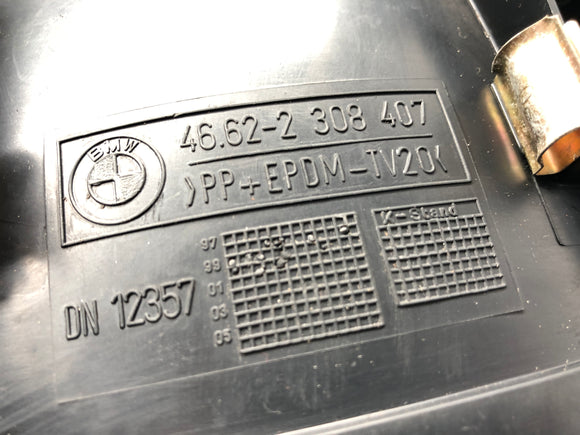 BMW
46.62-2 308 407
>PP+EPDM-TV20<
K-Stand
97
99
DN 12357
01
03
05